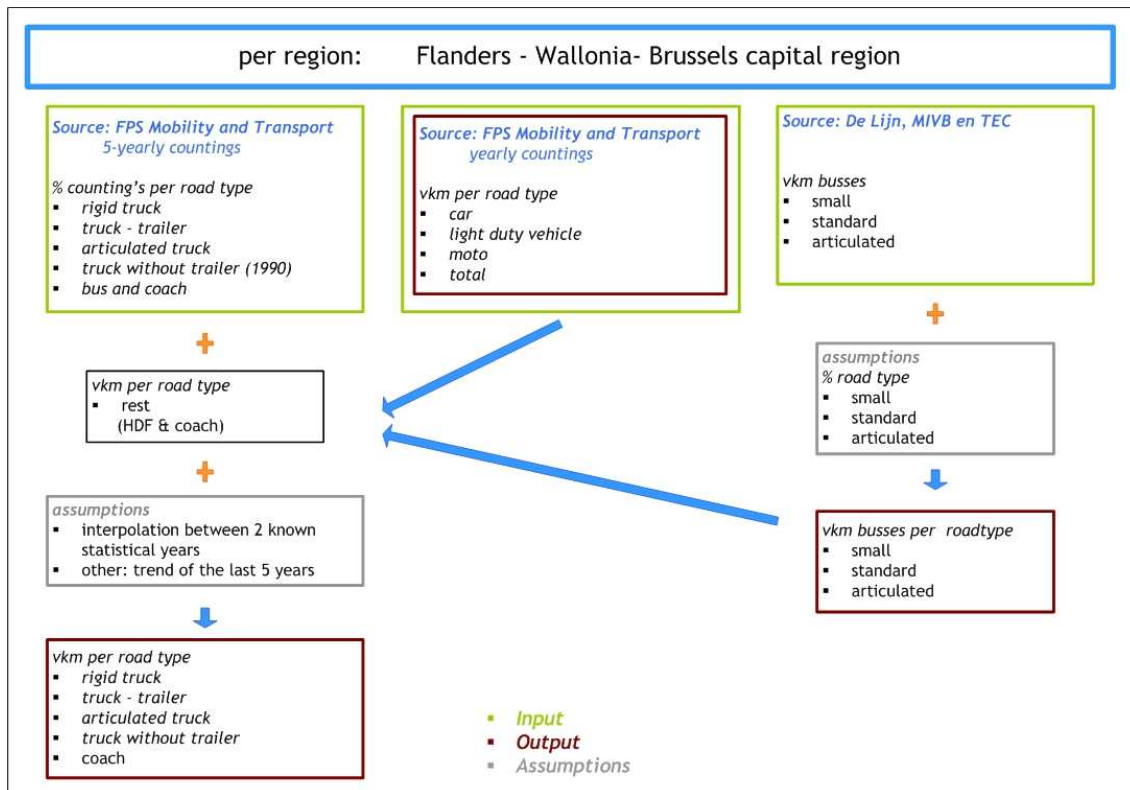 per region: Flanders - Wallonia- Brussels capital region
Source: FPS Mobility and Transport
5-yearly countings
% counting's per road type
▪ rigid truck
▪ truck - trailer
▪ articulated truck
▪ truck without trailer (1990)
▪ bus and coach
Source: FPS Mobility and Transport
yearly countings
vkm per road type
▪ car
▪ light duty vehicle
▪ moto
▪ total
Source: De Lijn, MIVB en TEC
vkm busses
▪ small
▪ standard
▪ articulated
+
vkm per road type
▪ rest
(HDF & coach)
+
assumptions
▪ interpolation between 2 known
statistical years
▪ other: trend of the last 5 years
vkm per road type
▪ rigid truck
▪ truck - trailer
▪ articulated truck
▪ truck without trailer
▪ coach
+
assumptions
% road type
▪ small
▪ standard
▪ articulated
vkm busses per roadtype
▪ small
▪ standard
▪ articulated
▪ Input
▪ Output
▪ Assumptions